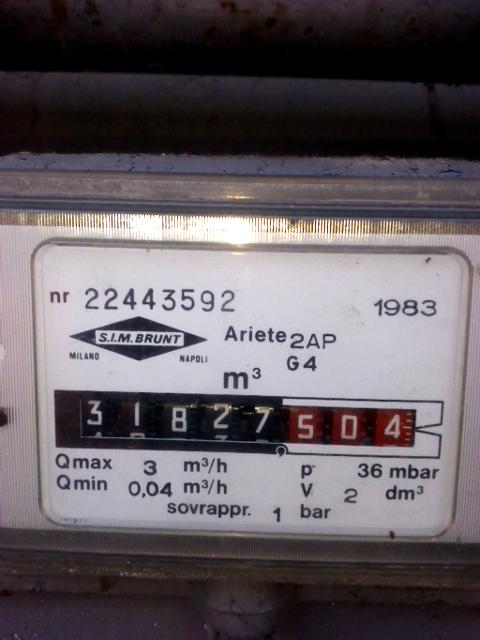 nr 22443592 1983
S.I.M. BRUNT Ariete 2AP
MILANO NAPOLI G4
m³
31827504
Qmax 3 m³/h p 36 mbar
Qmin 0,04 m³/h V 2 dm³
sovrappr. 1 bar